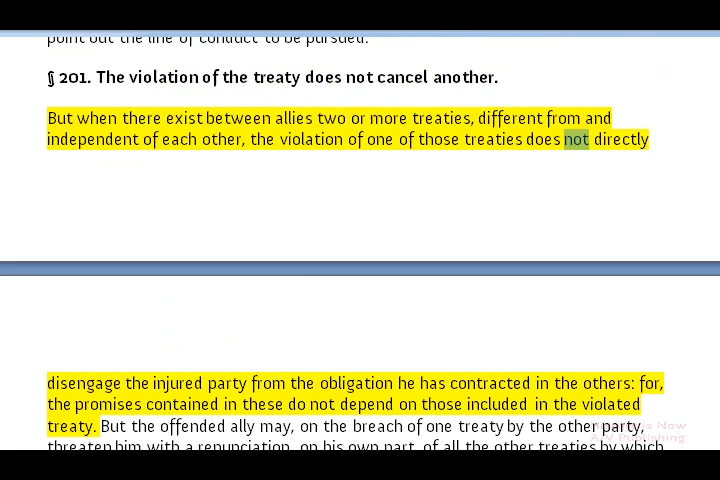 point out the line of conduct to be pursued.
§ 201. The violation of the treaty does not cancel another.
But when there exist between allies two or more treaties, different from and
independent of each other, the violation of one of those treaties does not directly
disengage the injured party from the obligation he has contracted in the others: for,
the promises contained in these do not depend on those included in the violated
treaty. But the offended ally may, on the breach of one treaty by the other party,
is Now
A/V Publishing
threaten him with a renunciation, on his own part, of all the other treaties by which